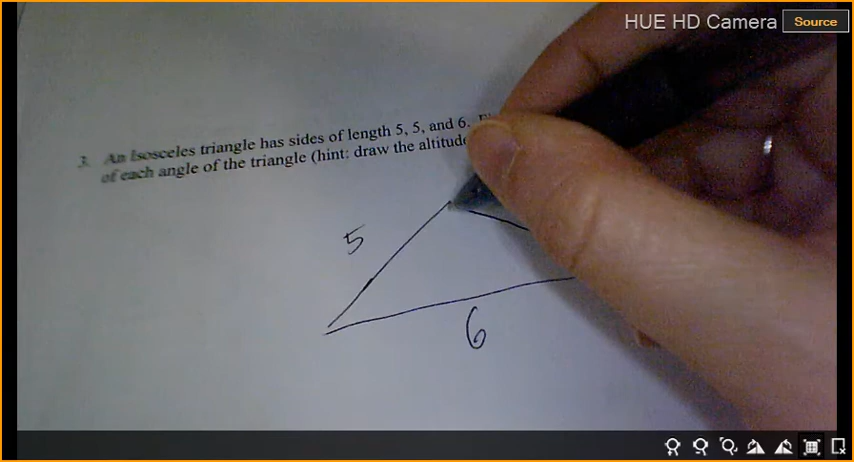 HUE HD Camera Source
3. An Isosceles triangle has sides of length 5, 5, and 6.
of each angle of the triangle (hint: draw the
5
6